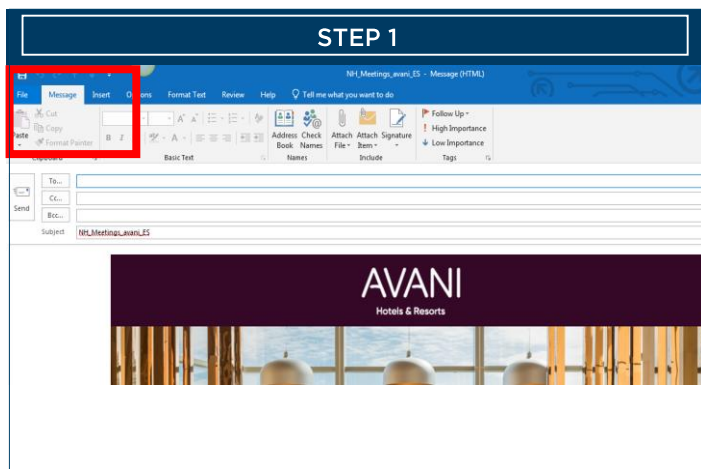 STEP 1
NH_Meetings_avani_ES - Message (HTML)
File Message Insert Options Format Text Review Help Tell me what you want to do
Paste
Cut
Copy
Format Painter
Clipboard
B I
Basic Text
Address Book
Check Names
Names
Attach File
Attach Item
Signature
Include
Follow Up
High Importance
Low Importance
Tags
Send
To...
Cc...
Bcc...
Subject NH_Meetings_avani_ES
AVANI
Hotels & Resorts